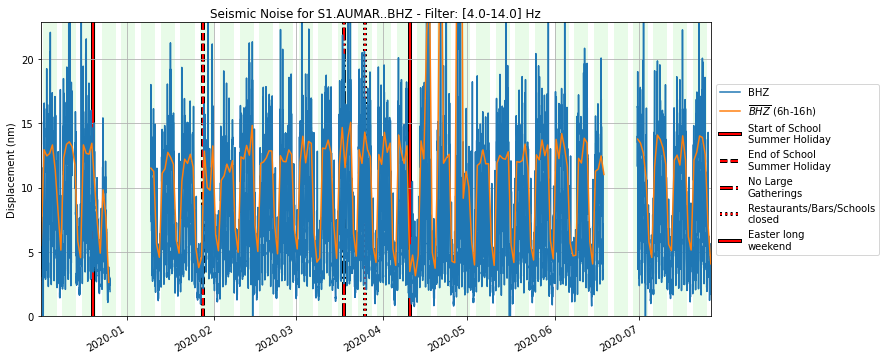 Seismic Noise for S1.AUMAR..BHZ - Filter: [4.0-14.0] Hz
Displacement (nm)
20
15
10
5
0
2020-01
2020-02
2020-03
2020-04
2020-05
2020-06
2020-07
BHZ
BHZ (6h-16h)
Start of School
Summer Holiday
End of School
Summer Holiday
No Large
Gatherings
Restaurants/Bars/Schools
closed
Easter long
weekend